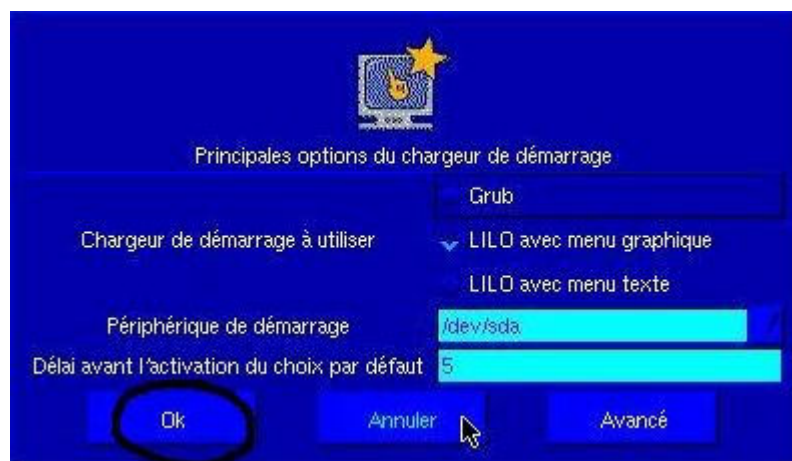 Principales options du chargeur de démarrage
Grub
Chargeur de démarrage à utiliser
LILO avec menu graphique
LILO avec menu texte
Périphérique de démarrage
/dev/sda
Délai avant l'activation du choix par défaut
5
Ok
Annuler
Avancé